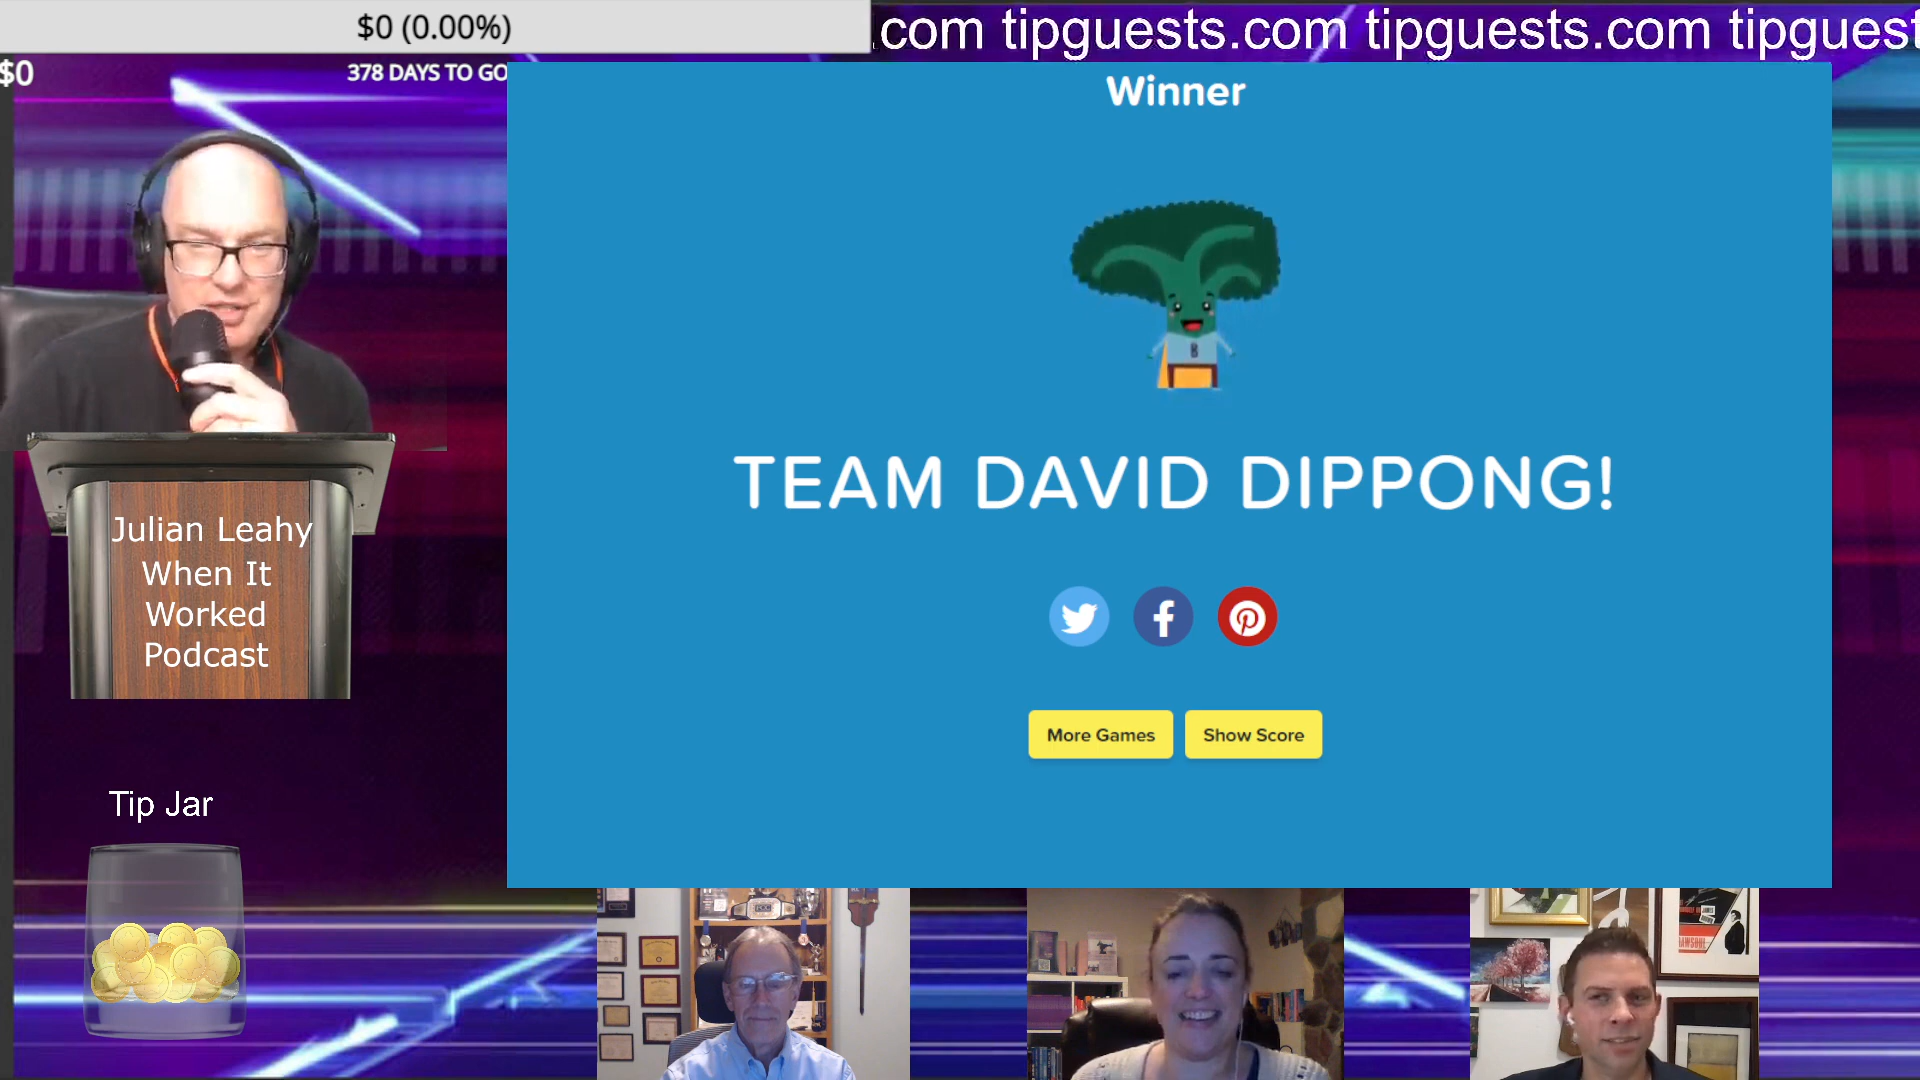 $0 (0.00%)
.com tipguests.com tipguests.com tipguest
$0
378 DAYS TO GO
Winner
B
TEAM DAVID DIPPONG!
More Games
Show Score
Julian Leahy
When It
Worked
Podcast
Tip Jar